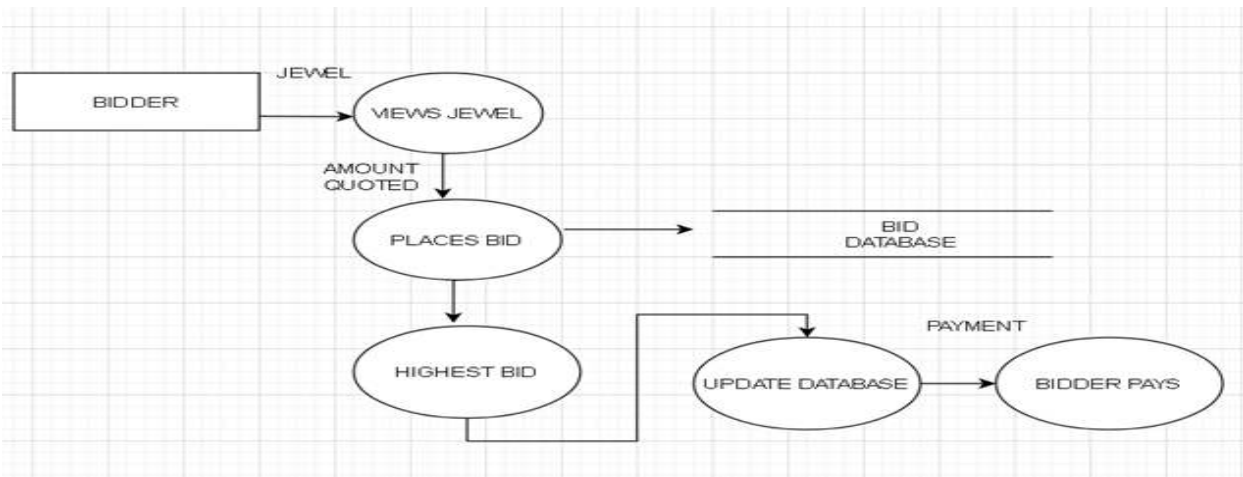 JEWEL
BIDDER
VIEWS JEWEL
AMOUNT
QUOTED
PLACES BID
BID
DATABASE
HIGHEST BID
PAYMENT
UPDATE DATABASE
BIDDER PAYS